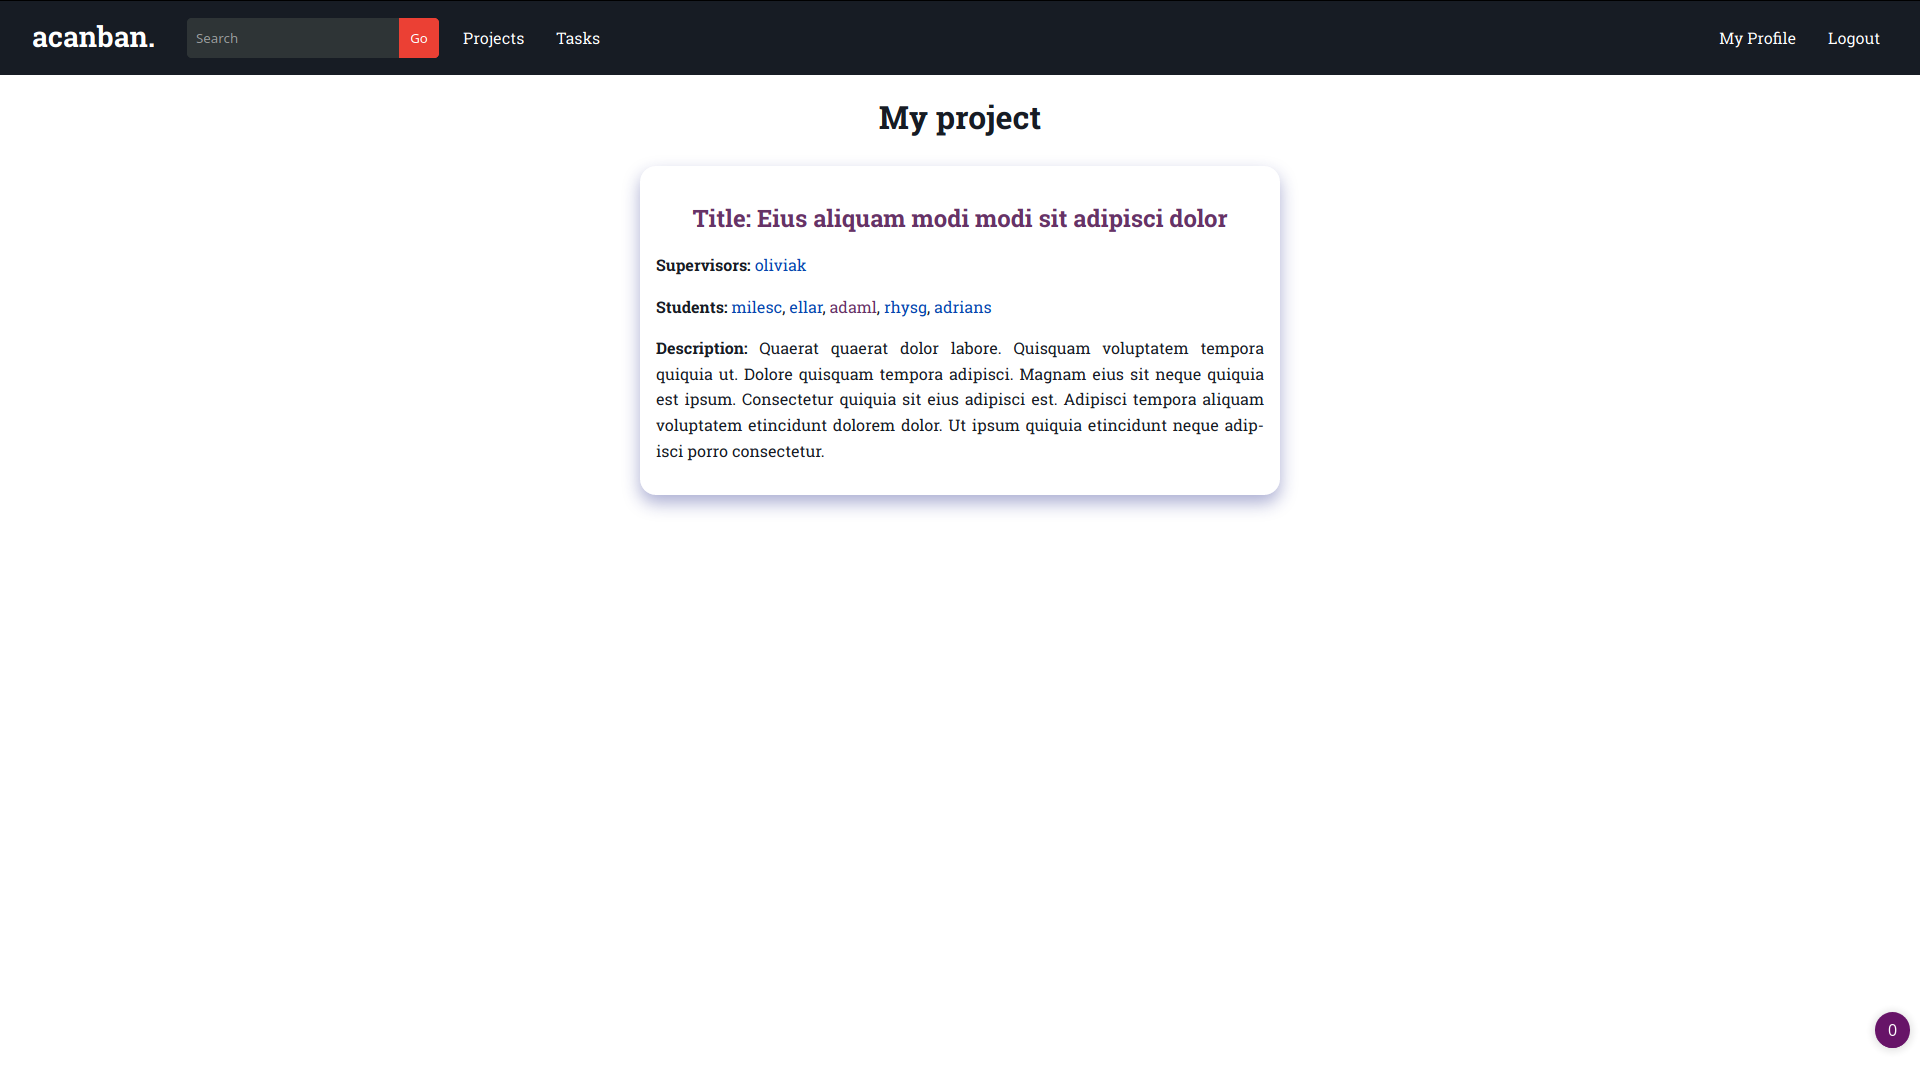 acanban.
Search
Go
Projects
Tasks
My Profile
Logout
My project
Title: Eius aliquam modi modi sit adipisci dolor
Supervisors: oliviak
Students: milesc, ellar, adaml, rhysg, adrians
Description: Quaerat quaerat dolor labore. Quisquam voluptatem tempora
quiquia ut. Dolore quisquam tempora adipisci. Magnam eius sit neque quiquia
est ipsum. Consectetur quiquia sit eius adipisci est. Adipisci tempora aliquam
voluptatem etincidunt dolorem dolor. Ut ipsum quiquia etincidunt neque adip-
isci porro consectetur.
0